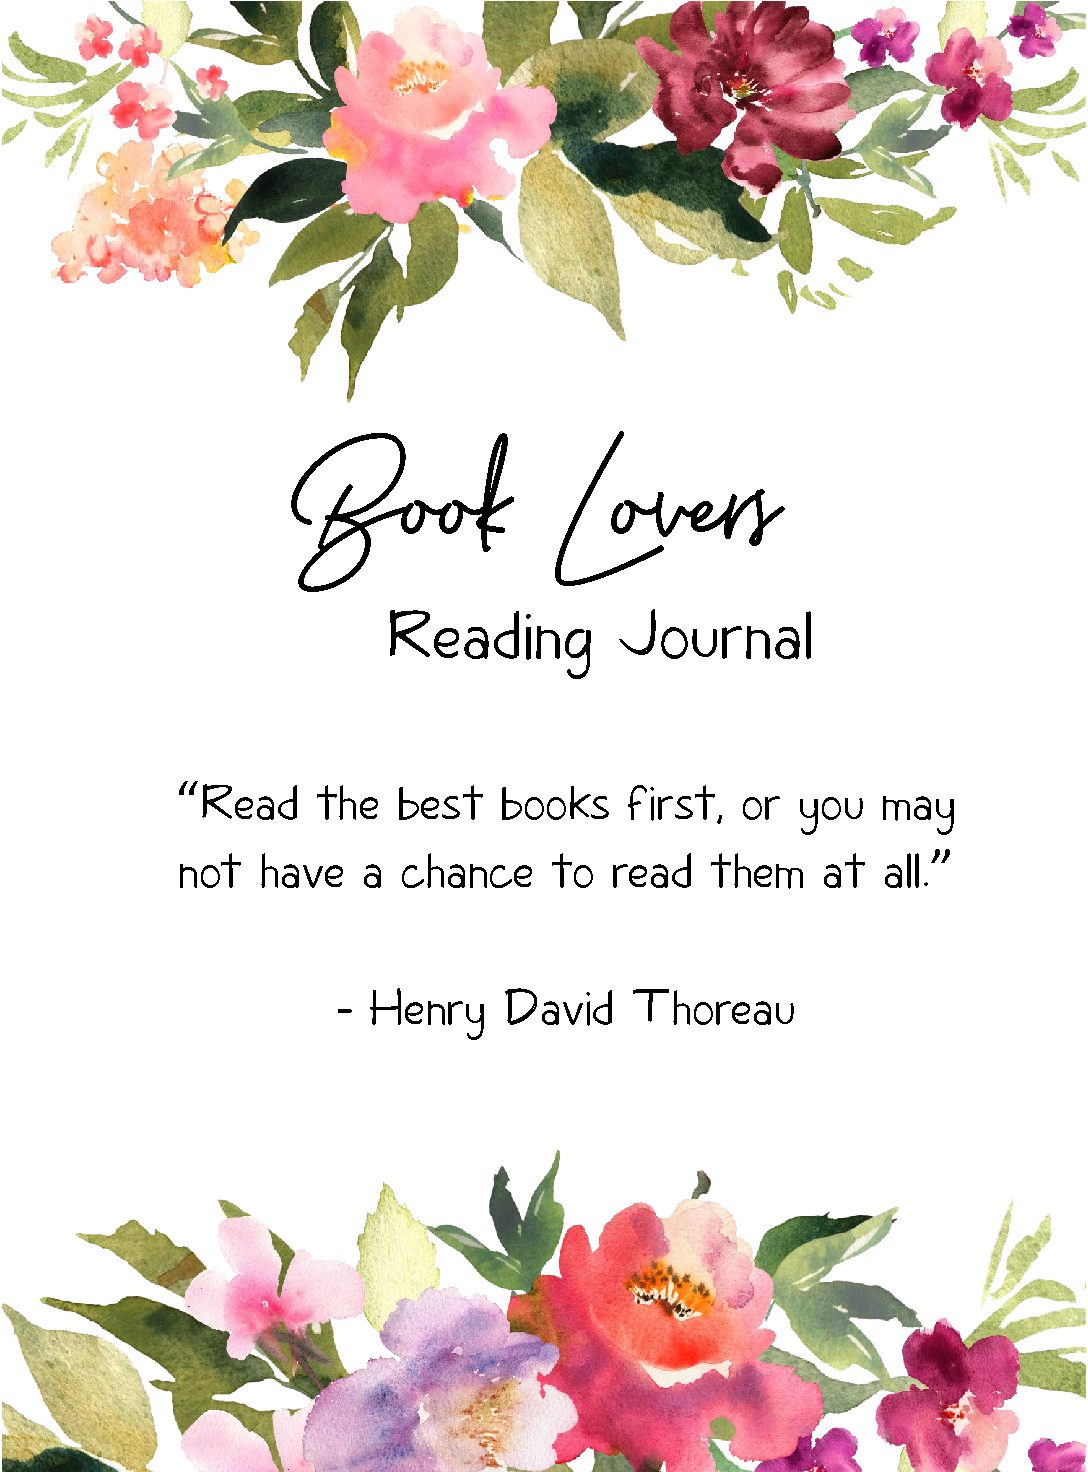 Book Lovers
Reading Journal
“Read the best books first, or you may
not have a chance to read them at all.”
- Henry David Thoreau